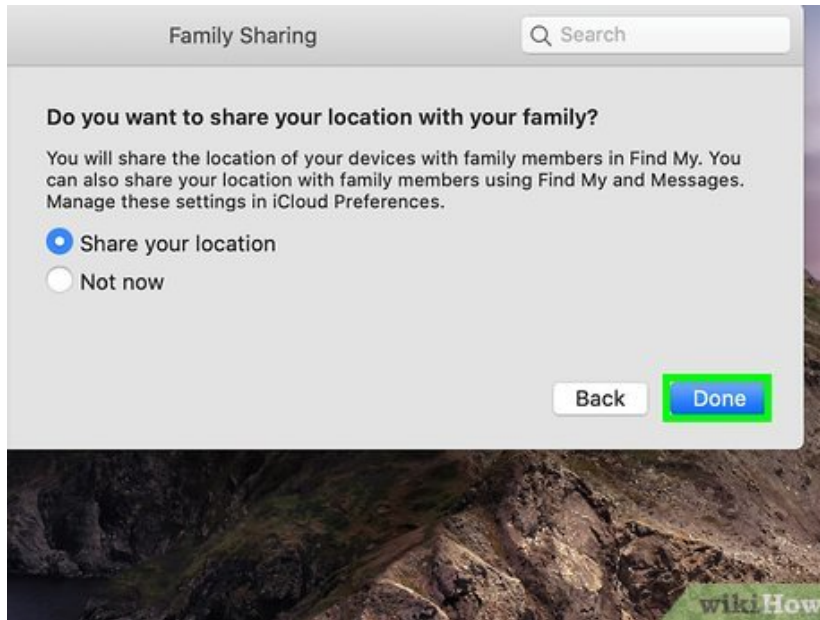 Family Sharing
Search
Do you want to share your location with your family?
You will share the location of your devices with family members in Find My. You
can also share your location with family members using Find My and Messages.
Manage these settings in iCloud Preferences.
Share your location
Not now
Back
Done
wikiHow